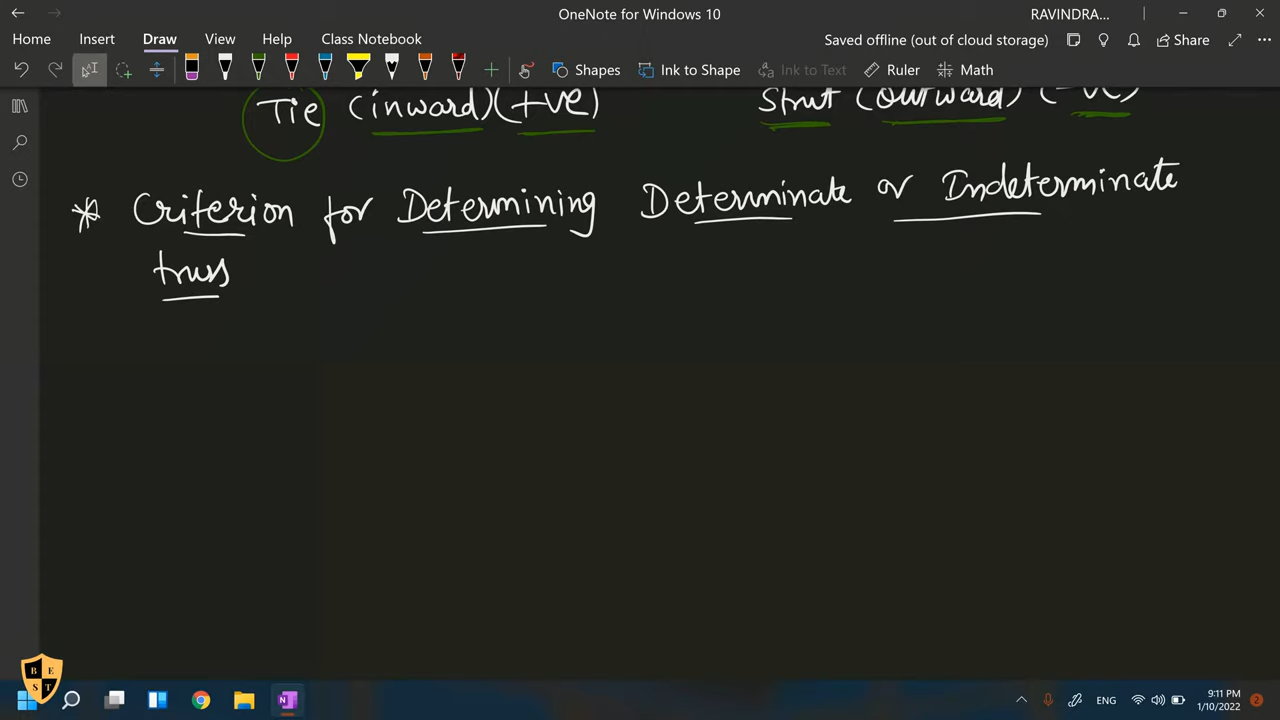 OneNote for Windows 10
RAVINDRA...
Home Insert Draw View Help Class Notebook
Saved offline (out of cloud storage) Share
Shapes Ink to Shape Ink to Text Ruler Math
Tie (inward) (+ve) Strut (outward) (-ve)
* Criterion for Determining Determinate or Indeterminate
truss
B E
S T
ENG
9:11 PM
1/10/2022
2